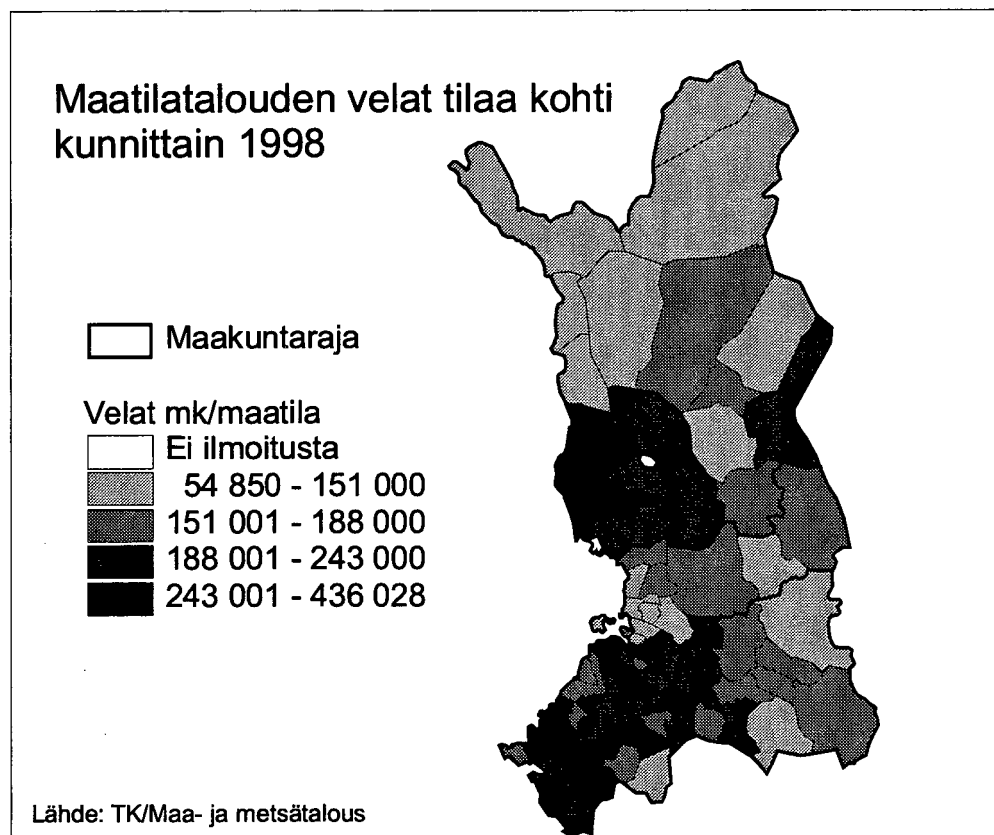 Maatilatalouden velat tilaa kohti
kunnittain 1998
Maakuntaraja
Velat mk/maatila
Ei ilmoitusta
54 850 - 151 000
151 001 - 188 000
188 001 - 243 000
243 001 - 436 028
Lähde: TK/Maa- ja metsätalous